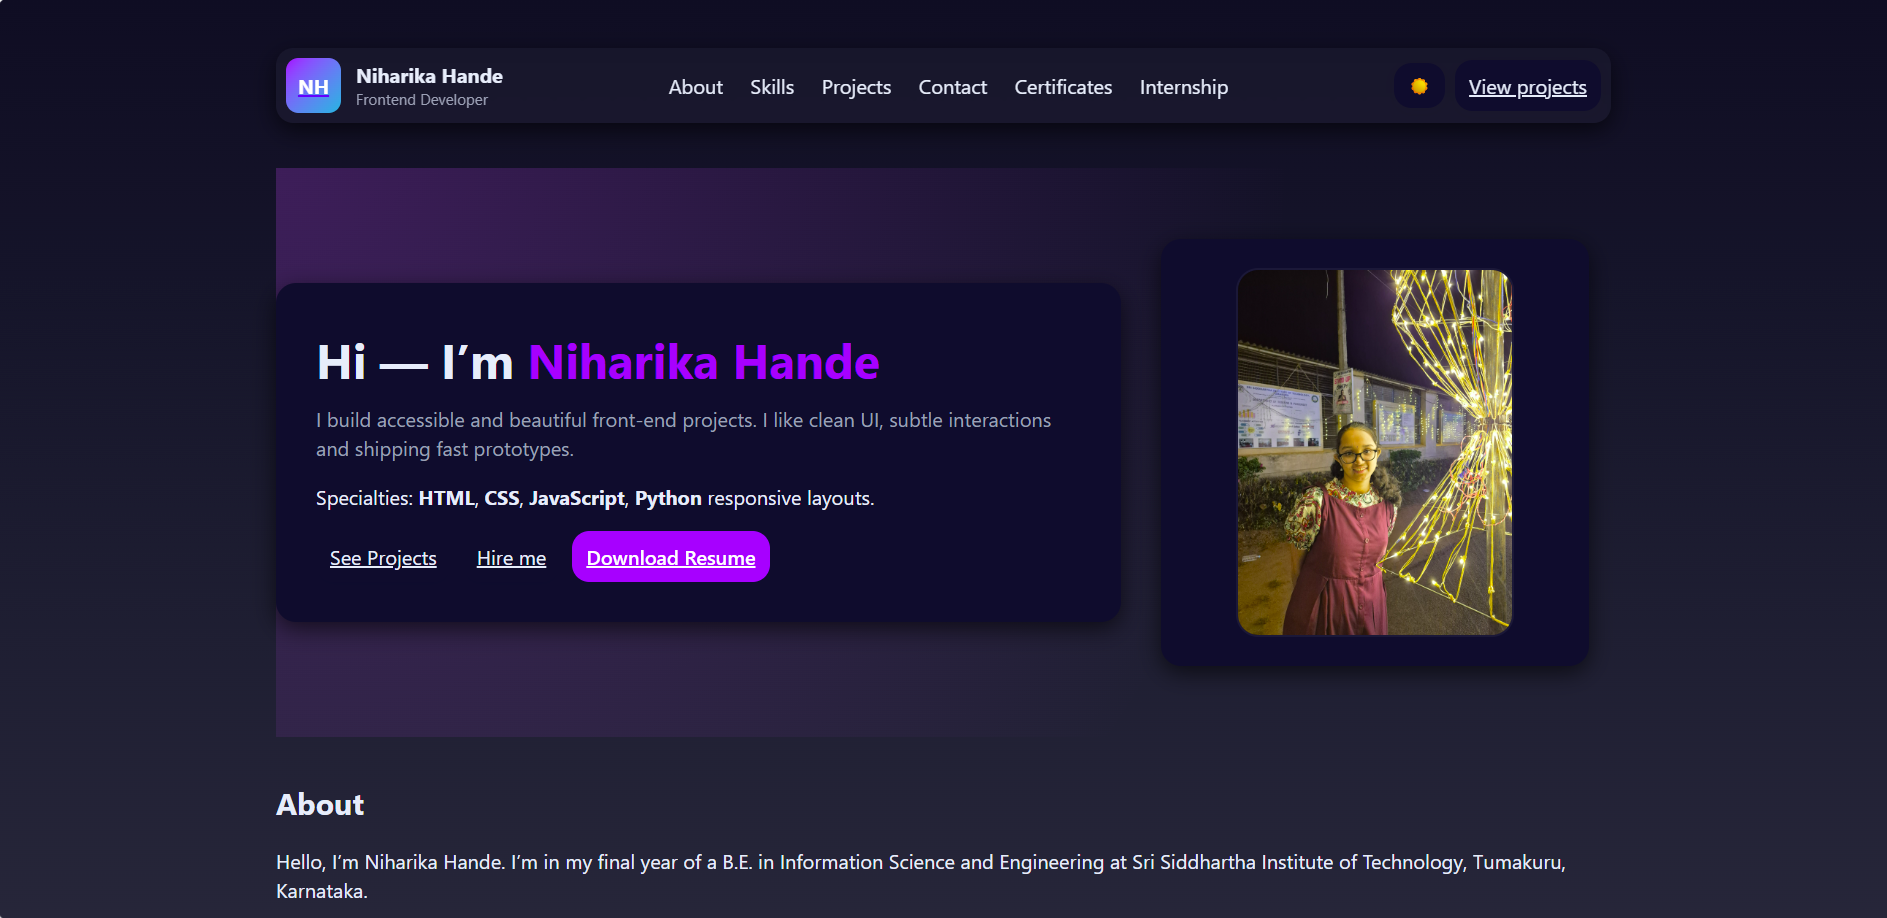 NH
Niharika Hande
Frontend Developer
About
Skills
Projects
Contact
Certificates
Internship
View projects
Hi — I’m Niharika Hande
I build accessible and beautiful front-end projects. I like clean UI, subtle interactions
and shipping fast prototypes.
Specialties: HTML, CSS, JavaScript, Python responsive layouts.
See Projects
Hire me
Download Resume
About
Hello, I’m Niharika Hande. I’m in my final year of a B.E. in Information Science and Engineering at Sri Siddhartha Institute of Technology, Tumakuru,
Karnataka.